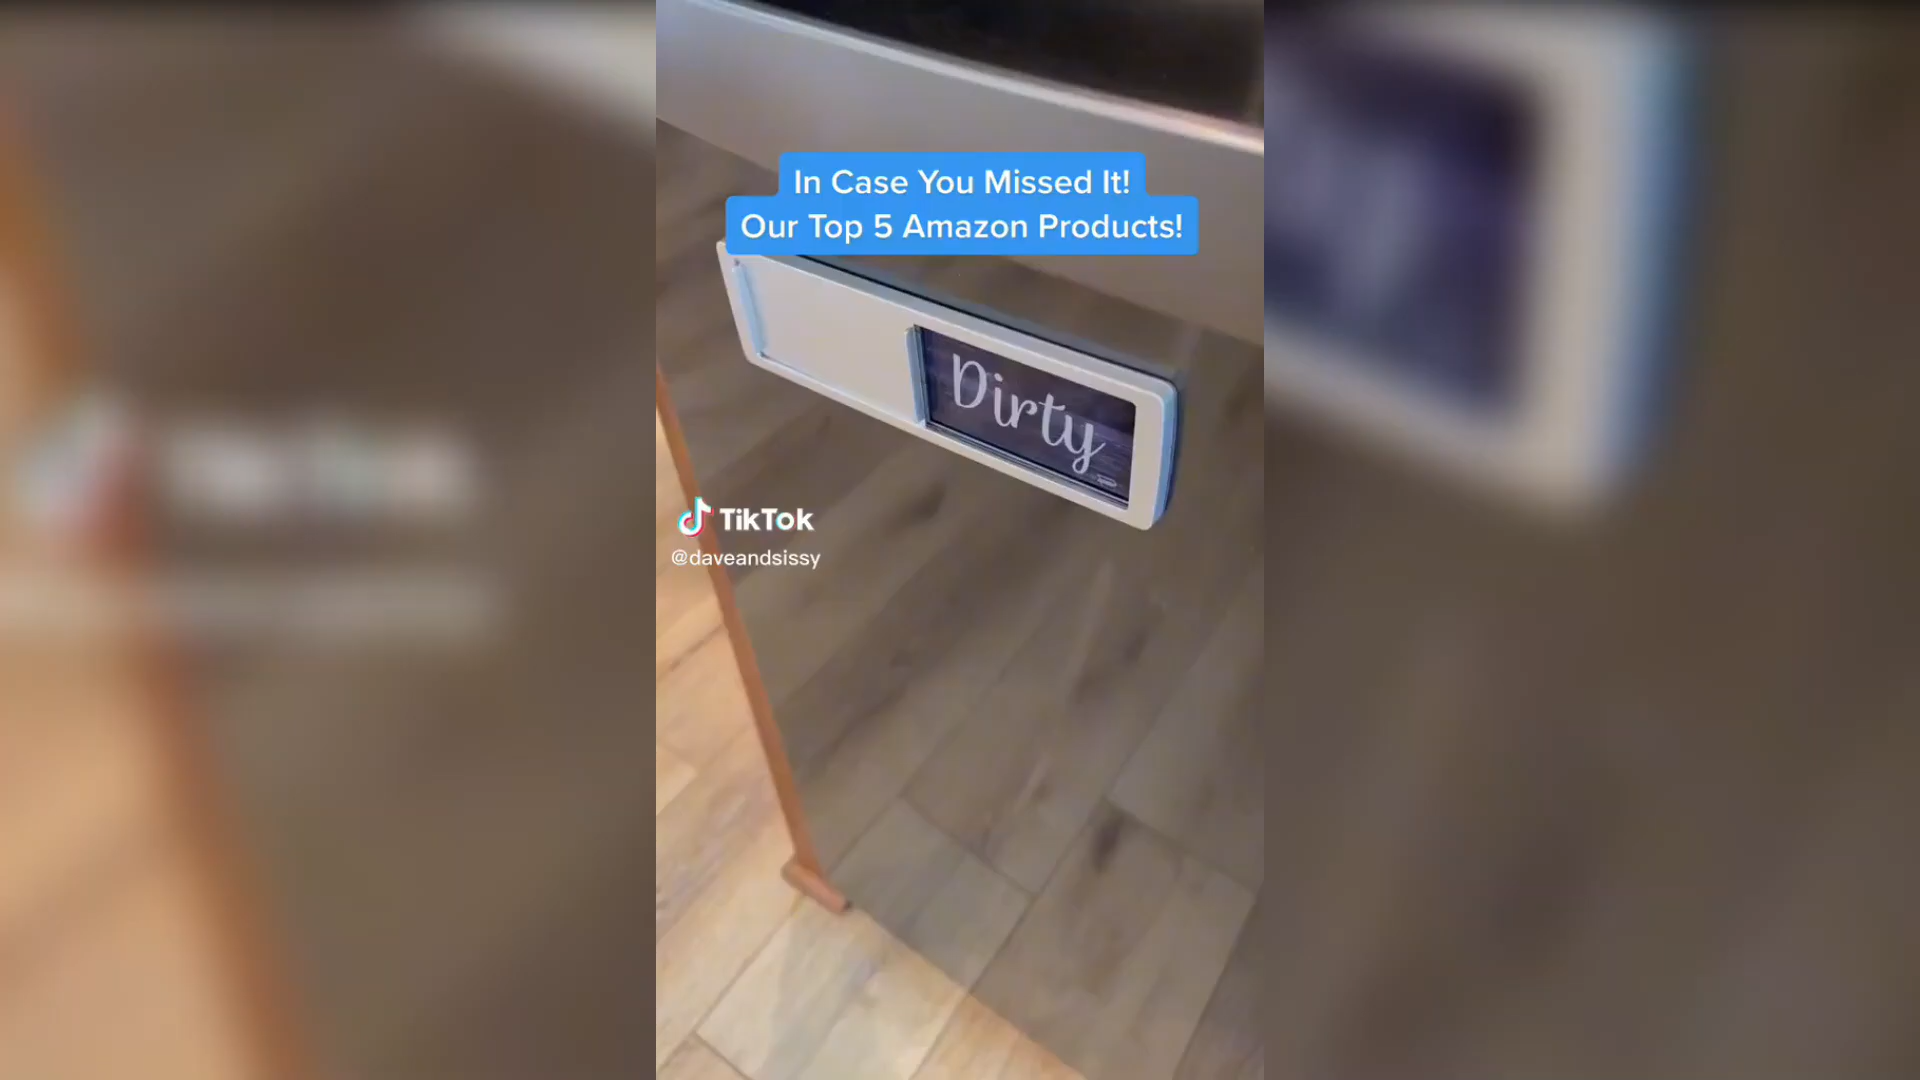 In Case You Missed It!
Our Top 5 Amazon Products!
Dirty
TikTok
@daveandsissy